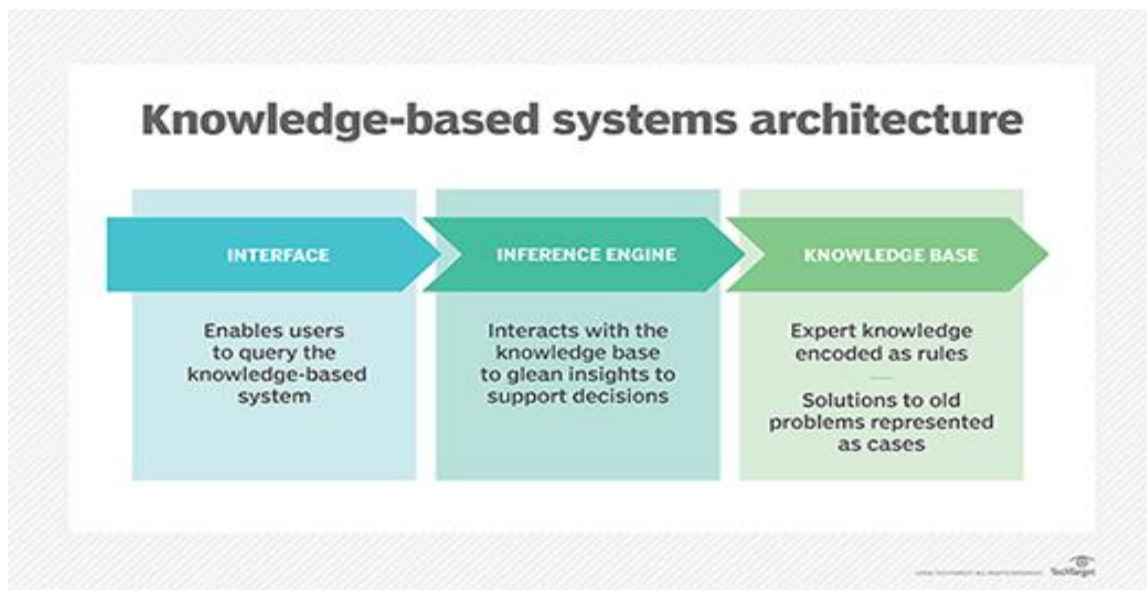 Knowledge-based systems architecture
INTERFACE
Enables users
to query the
knowledge-based
system
INFERENCE ENGINE
Interacts with the
knowledge base
to glean insights to
support decisions
KNOWLEDGE BASE
Expert knowledge
encoded as rules
Solutions to old
problems represented
as cases
TechTarget